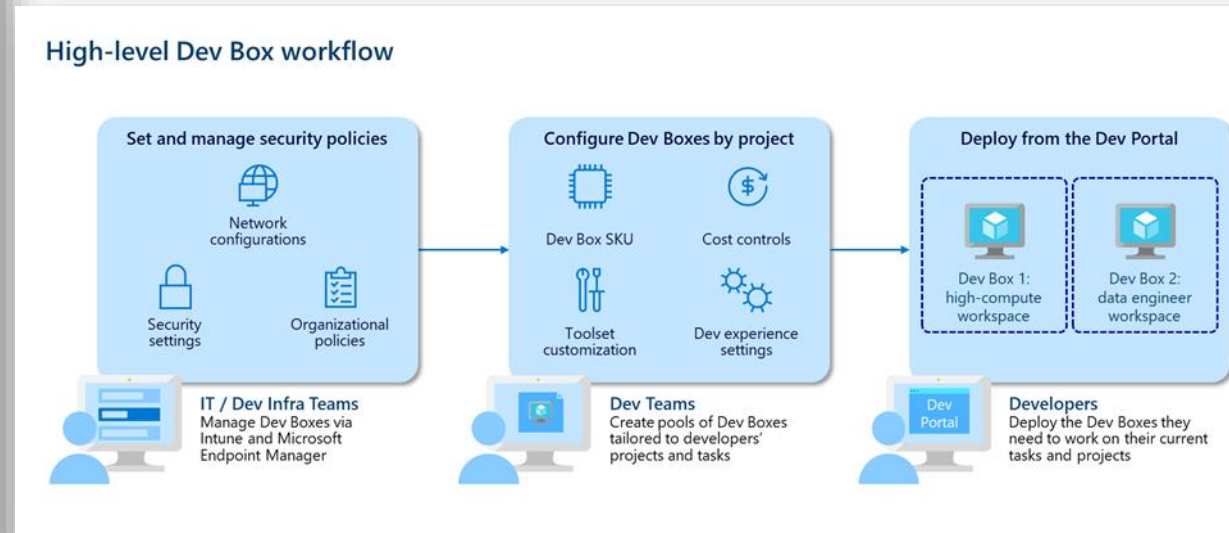 High-level Dev Box workflow
Set and manage security policies
Network
configurations
Security
settings
Organizational
policies
IT / Dev Infra Teams
Manage Dev Boxes via
Intune and Microsoft
Endpoint Manager
Configure Dev Boxes by project
Dev Box SKU
Cost controls
Toolset
customization
Dev experience
settings
Dev Teams
Create pools of Dev Boxes
tailored to developers'
projects and tasks
Deploy from the Dev Portal
Dev Box 1:
high-compute
workspace
Dev Box 2:
data engineer
workspace
Dev
Portal
Developers
Deploy the Dev Boxes they
need to work on their current
tasks and projects